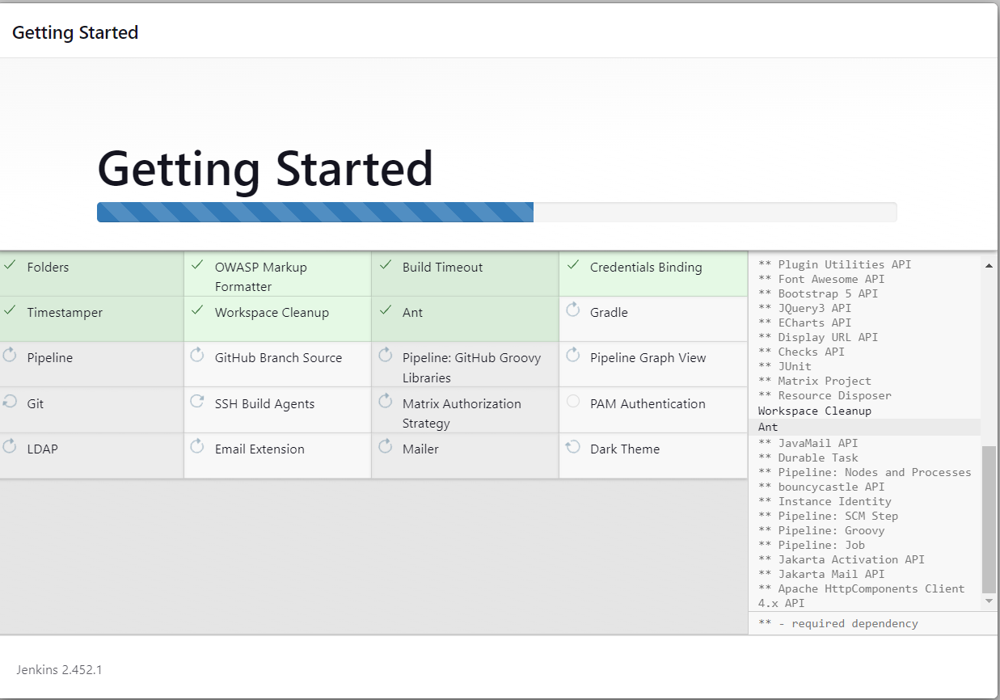 Getting Started
Getting Started
Folders
OWASP Markup
Formatter
Build Timeout
Credentials Binding
Timestamper
Workspace Cleanup
Ant
Gradle
Pipeline
GitHub Branch Source
Pipeline: GitHub Groovy
Libraries
Pipeline Graph View
Git
SSH Build Agents
Matrix Authorization
Strategy
PAM Authentication
LDAP
Email Extension
Mailer
Dark Theme
** Plugin Utilities API
** Font Awesome API
** Bootstrap 5 API
** JQuery3 API
** ECharts API
** Display URL API
** Checks API
** JUnit
** Matrix Project
** Resource Disposer
Workspace Cleanup
Ant
** JavaMail API
** Durable Task
** Pipeline: Nodes and Processes
** bouncycastle API
** Instance Identity
** Pipeline: SCM Step
** Pipeline: Groovy
** Pipeline: Job
** Jakarta Activation API
** Jakarta Mail API
** Apache HttpComponents Client
4.x API
** - required dependency
Jenkins 2.452.1